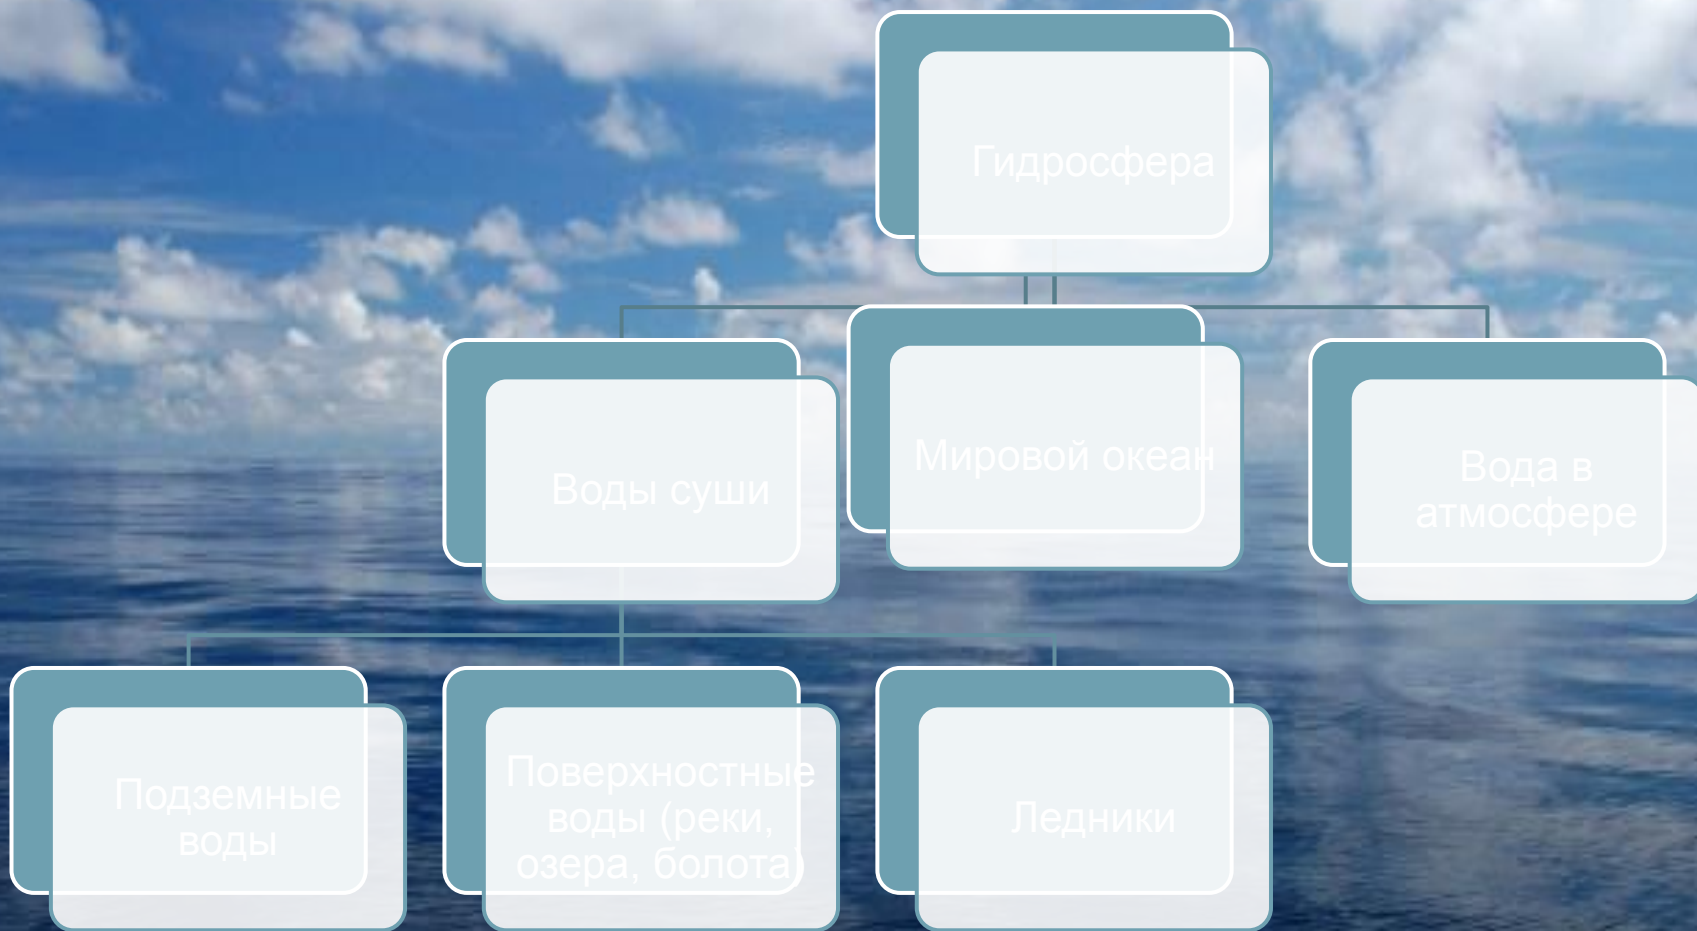 Гидросфера
Воды суши
Мировой океан
Вода в
атмосфере
Подземные
воды
Поверхностные
воды (реки,
озера, болота)
Ледники